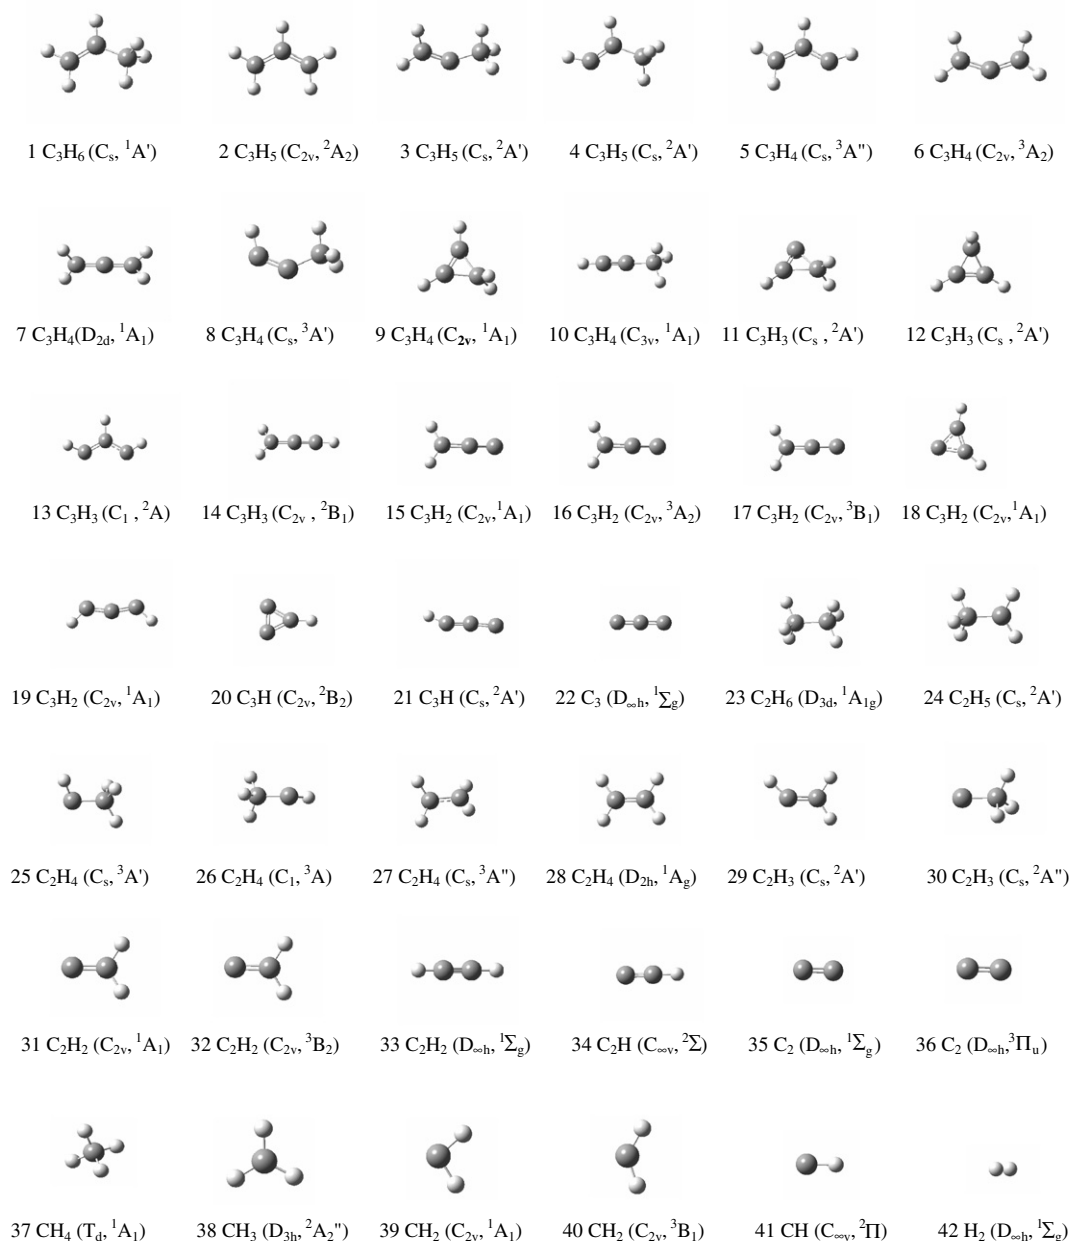 1 C₃H₆ (Cₛ, ¹A') 2 C₃H₅ (C₂ᵥ, ²A₂) 3 C₃H₅ (Cₛ, ²A') 4 C₃H₅ (Cₛ, ²A') 5 C₃H₄ (Cₛ, ³A") 6 C₃H₄ (C₂ᵥ, ³A₂)
7 C₃H₄(D₂d, ¹A₁) 8 C₃H₄ (Cₛ, ³A') 9 C₃H₄ (C₂ᵥ, ¹A₁) 10 C₃H₄ (C₃ᵥ, ¹A₁) 11 C₃H₃ (Cₛ , ²A') 12 C₃H₃ (Cₛ , ²A')
13 C₃H₃ (C₁ , ²A) 14 C₃H₃ (C₂ᵥ , ²B₁) 15 C₃H₂ (C₂ᵥ,¹A₁) 16 C₃H₂ (C₂ᵥ, ³A₂) 17 C₃H₂ (C₂ᵥ, ³B₁) 18 C₃H₂ (C₂ᵥ,¹A₁)
19 C₃H₂ (C₂ᵥ, ¹A₁) 20 C₃H (C₂ᵥ, ²B₂) 21 C₃H (Cₛ, ²A') 22 C₃ (D∞h, ¹Σg) 23 C₂H₆ (D₃d, ¹A₁g) 24 C₂H₅ (Cₛ, ²A')
25 C₂H₄ (Cₛ, ³A') 26 C₂H₄ (C₁, ³A) 27 C₂H₄ (Cₛ, ³A") 28 C₂H₄ (D₂h, ¹Ag) 29 C₂H₃ (Cₛ, ²A') 30 C₂H₃ (Cₛ, ²A")
31 C₂H₂ (C₂ᵥ, ¹A₁) 32 C₂H₂ (C₂ᵥ, ³B₂) 33 C₂H₂ (D∞h, ¹Σg) 34 C₂H (C∞ᵥ, ²Σ) 35 C₂ (D∞h, ¹Σg) 36 C₂ (D∞h,³Πᵤ)
37 CH₄ (Td, ¹A₁) 38 CH₃ (D₃h, ²A₂") 39 CH₂ (C₂ᵥ, ¹A₁) 40 CH₂ (C₂ᵥ, ³B₁) 41 CH (C∞ᵥ, ²Π) 42 H₂ (D∞h, ¹Σg)